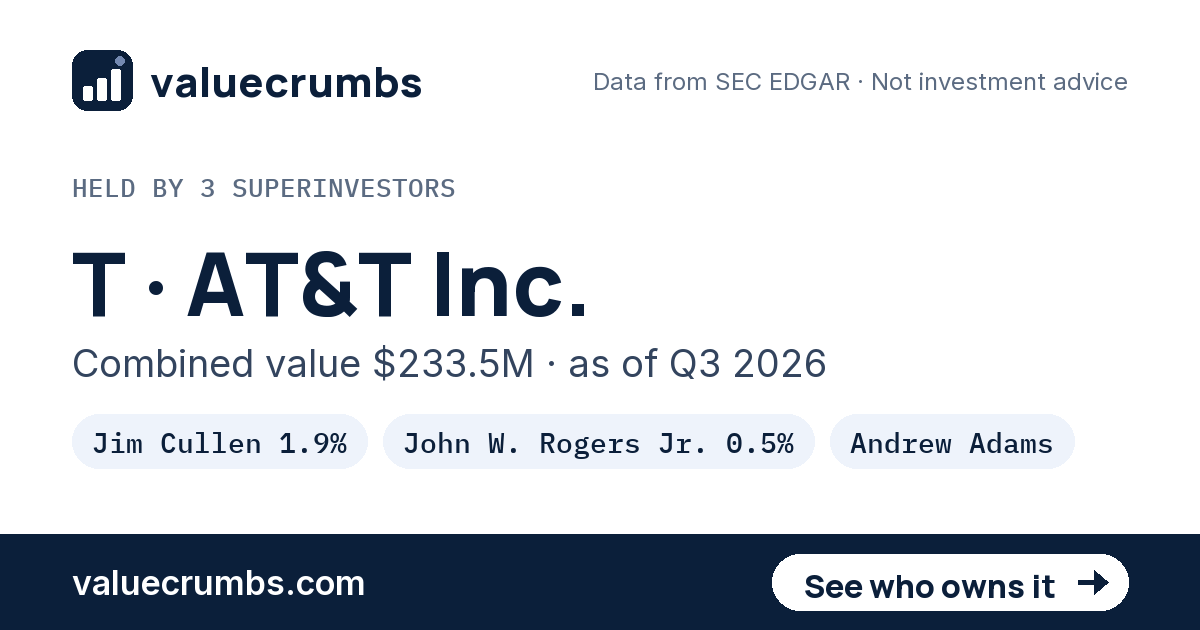 valuecrumbs
Data from SEC EDGAR · Not investment advice
HELD BY 3 SUPERINVESTORS
T · AT&T Inc.
Combined value $233.5M · as of Q3 2026
Jim Cullen 1.9%
John W. Rogers Jr. 0.5%
Andrew Adams
valuecrumbs.com
See who owns it →